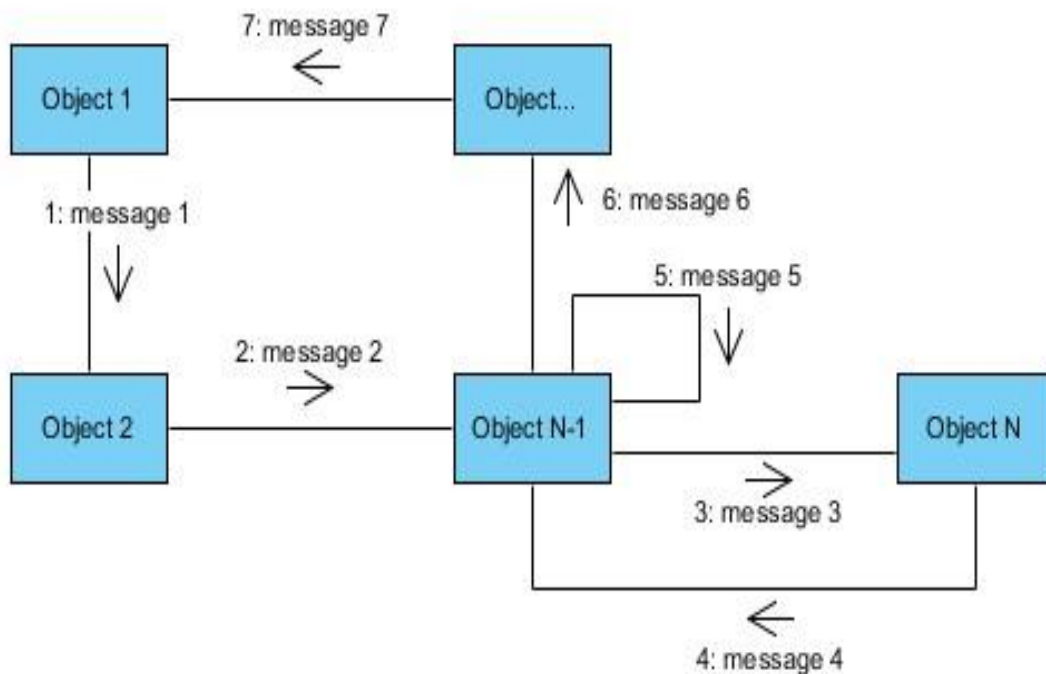 7: message 7
Object 1
Object...
1: message 1
6: message 6
5: message 5
2: message 2
Object 2
Object N-1
Object N
3: message 3
4: message 4